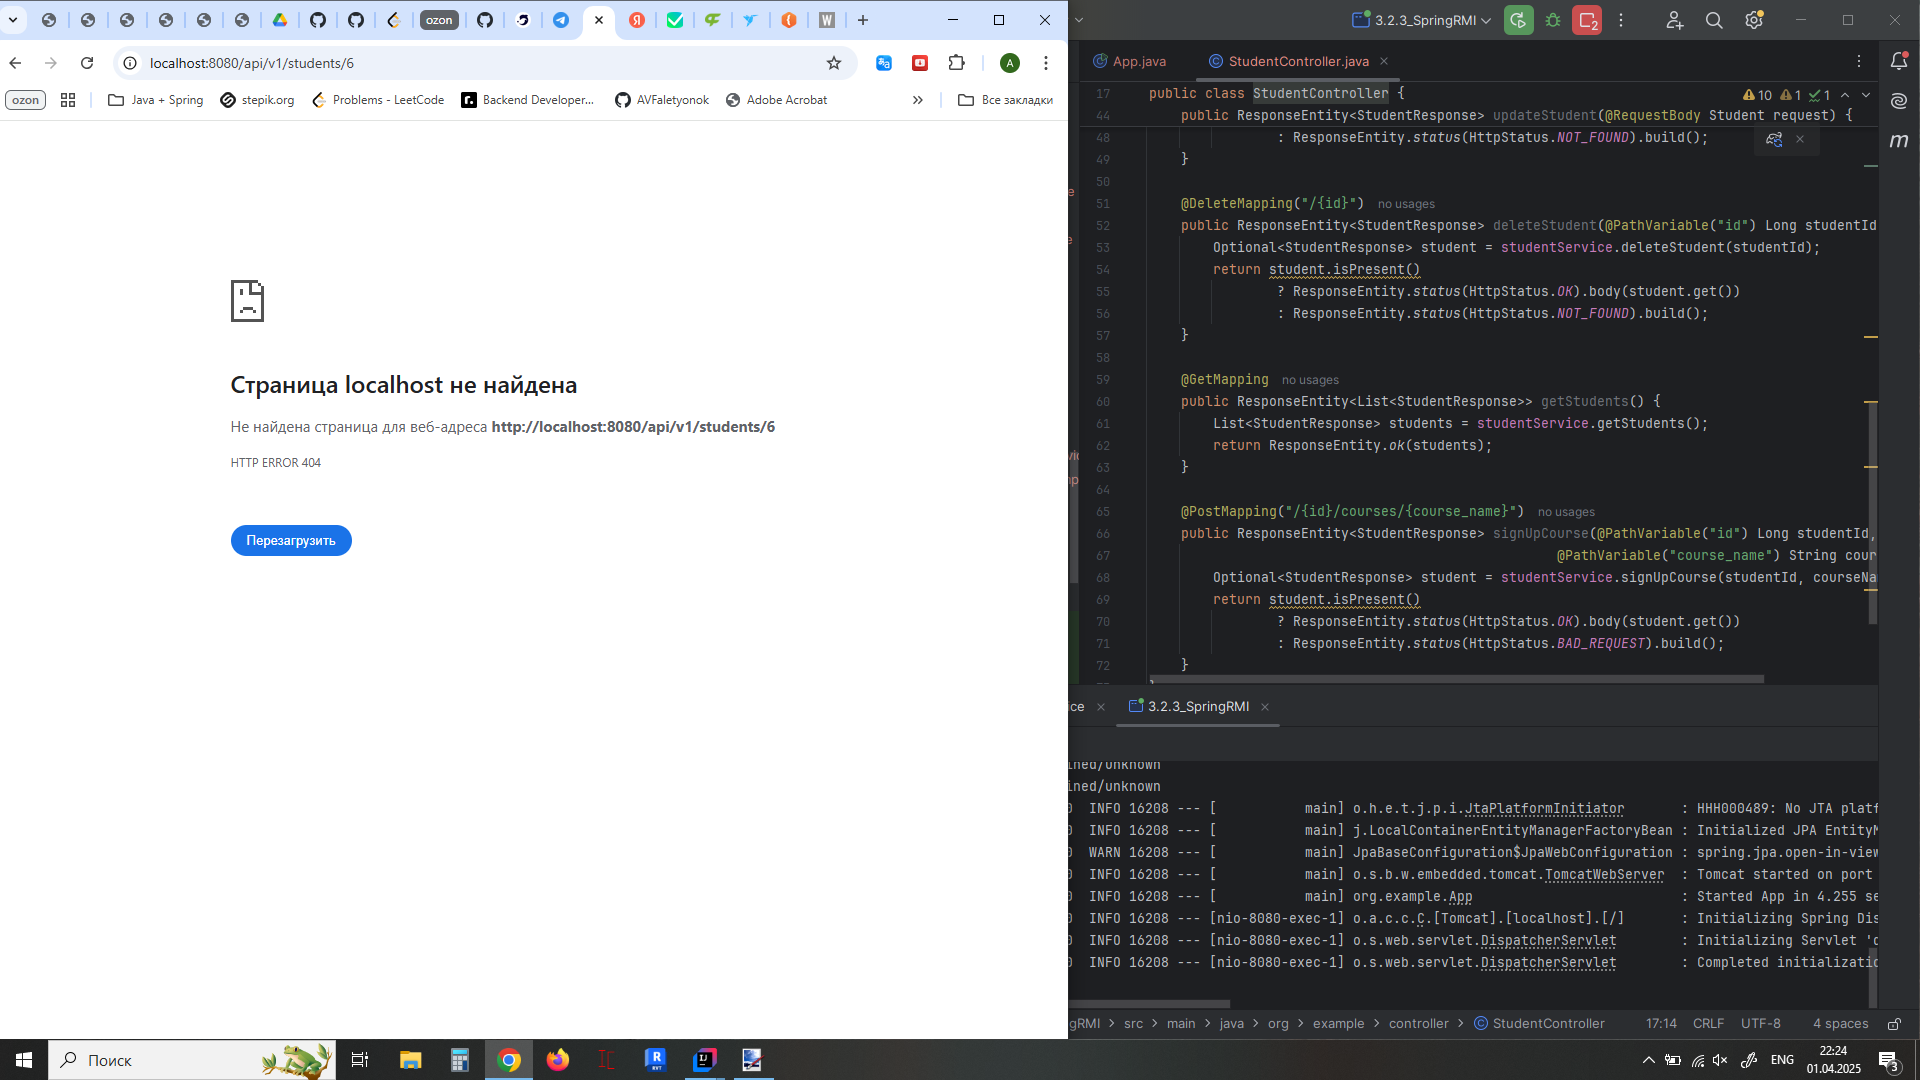 ozon
localhost:8080/api/v1/students/6
A
ozon
Java + Spring
stepik.org
Problems - LeetCode
Backend Developer...
AVFaletyonok
Adobe Acrobat
»
Все закладки
Страница localhost не найдена
Не найдена страница для веб-адреса http://localhost:8080/api/v1/students/6
HTTP ERROR 404
Перезагрузить
3.2.3_SpringRMI
2
App.java
StudentController.java
10 1 1
17 public class StudentController {
44 public ResponseEntity<StudentResponse> updateStudent(@RequestBody Student request) {
48 : ResponseEntity.status(HttpStatus.NOT_FOUND).build();
49 }
50
51 @DeleteMapping("/{id}") no usages
52 public ResponseEntity<StudentResponse> deleteStudent(@PathVariable("id") Long studentId
53 Optional<StudentResponse> student = studentService.deleteStudent(studentId);
54 return student.isPresent()
55 ? ResponseEntity.status(HttpStatus.OK).body(student.get())
56 : ResponseEntity.status(HttpStatus.NOT_FOUND).build();
57 }
58
59 @GetMapping no usages
60 public ResponseEntity<List<StudentResponse>> getStudents() {
61 List<StudentResponse> students = studentService.getStudents();
62 return ResponseEntity.ok(students);
63 }
64
65 @PostMapping("/{id}/courses/{course_name}") no usages
66 public ResponseEntity<StudentResponse> signUpCourse(@PathVariable("id") Long studentId,
67 @PathVariable("course_name") String cour
68 Optional<StudentResponse> student = studentService.signUpCourse(studentId, courseNa
69 return student.isPresent()
70 ? ResponseEntity.status(HttpStatus.OK).body(student.get())
71 : ResponseEntity.status(HttpStatus.BAD_REQUEST).build();
72 }
ice
3.2.3_SpringRMI
ined/unknown
ined/unknown
INFO 16208 --- [ main] o.h.e.t.j.p.i.JtaPlatformInitiator : HHH000489: No JTA platf
INFO 16208 --- [ main] j.LocalContainerEntityManagerFactoryBean : Initialized JPA EntityM
WARN 16208 --- [ main] JpaBaseConfiguration$JpaWebConfiguration : spring.jpa.open-in-view
INFO 16208 --- [ main] o.s.b.w.embedded.tomcat.TomcatWebServer : Tomcat started on port
INFO 16208 --- [ main] org.example.App : Started App in 4.255 se
INFO 16208 --- [nio-8080-exec-1] o.a.c.c.C.[Tomcat].[localhost].[/] : Initializing Spring Dis
INFO 16208 --- [nio-8080-exec-1] o.s.web.servlet.DispatcherServlet : Initializing Servlet 'd
INFO 16208 --- [nio-8080-exec-1] o.s.web.servlet.DispatcherServlet : Completed initializatio
gRMI > src > main > java > org > example > controller > StudentController
17:14 CRLF UTF-8 4 spaces
Поиск
ENG
22:24
01.04.2025
3